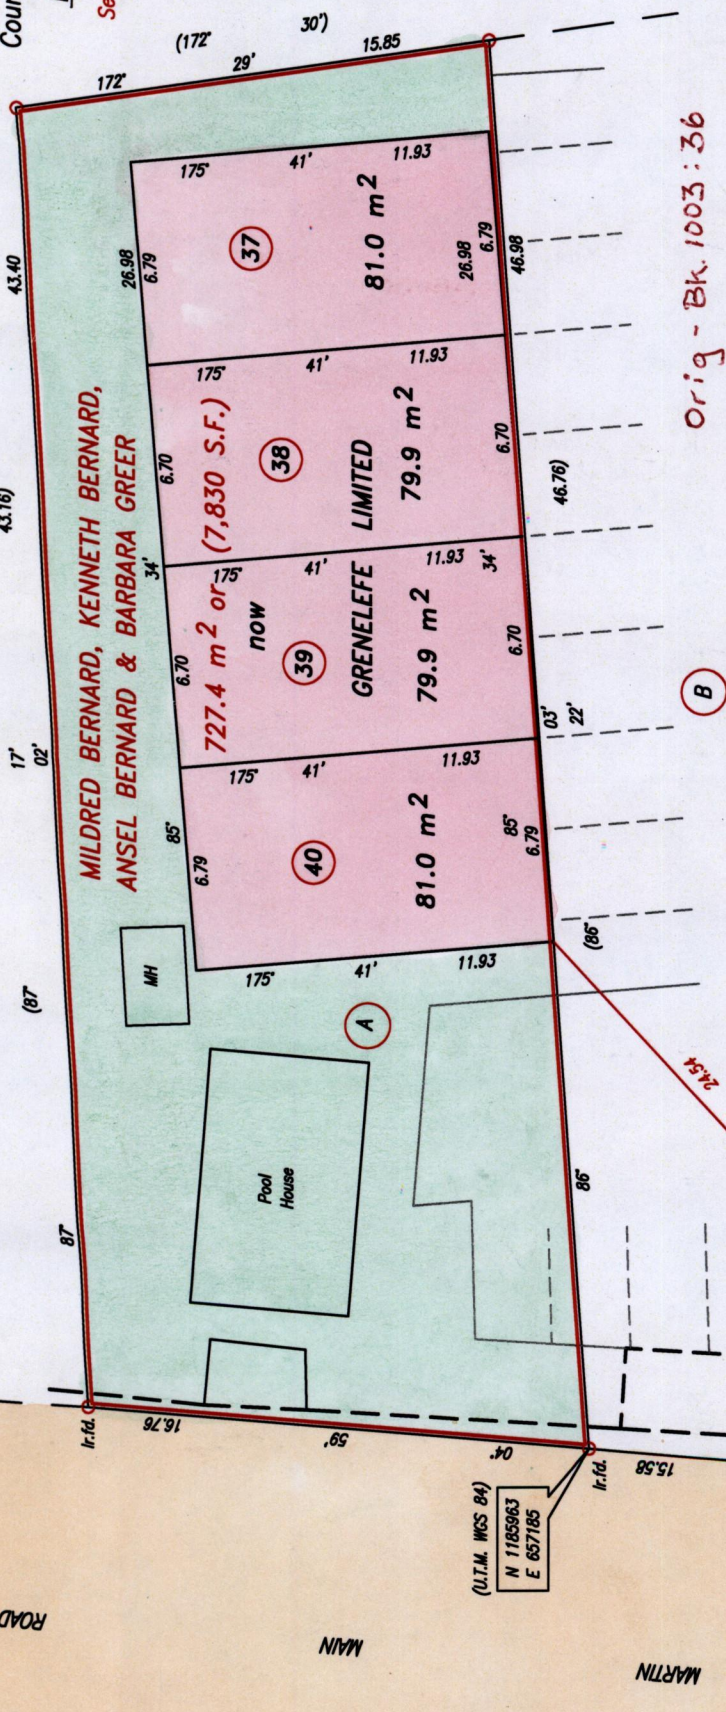 Cour
Se
(172° 30')
172° 29' 15.85
43.40
43.16)
17'
02'
(87°
87°
Orig - Bk. 1003 : 36
175° 41' 11.93
26.98
6.79
37
81.0 m²
26.98
6.79
46.98
175° 41' 11.93
6.70
38
79.9 m²
6.70
46.76)
MILDRED BERNARD, KENNETH BERNARD,
ANSEL BERNARD & BARBARA GREER
727.4 m² or (7,830 S.F.)
now
GRENELEFE LIMITED
34'
175° 41' 11.93
34'
6.70
39
79.9 m²
6.70
03'
22'
B
175° 41' 11.93
85°
6.79
40
81.0 m²
85°
6.79
(86°
MH
175° 41' 11.93
A
24.54
Pool
House
86°
Ir.fd.
16.76
59'
04'
Ir.fd.
15.58
(U.T.M. WGS 84)
N 1185963
E 657185
ROAD
MAIN
MARTIN